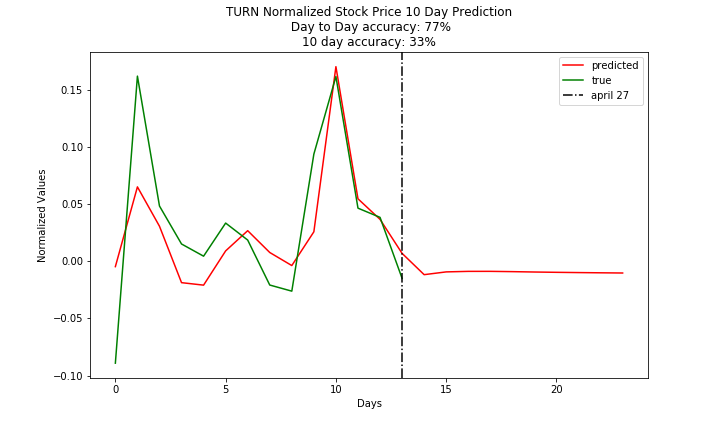 TURN Normalized Stock Price 10 Day Prediction
Day to Day accuracy: 77%
10 day accuracy: 33%
predicted
true
april 27
0.15
0.10
0.05
0.00
−0.05
−0.10
Normalized Values
0 5 10 15 20
Days